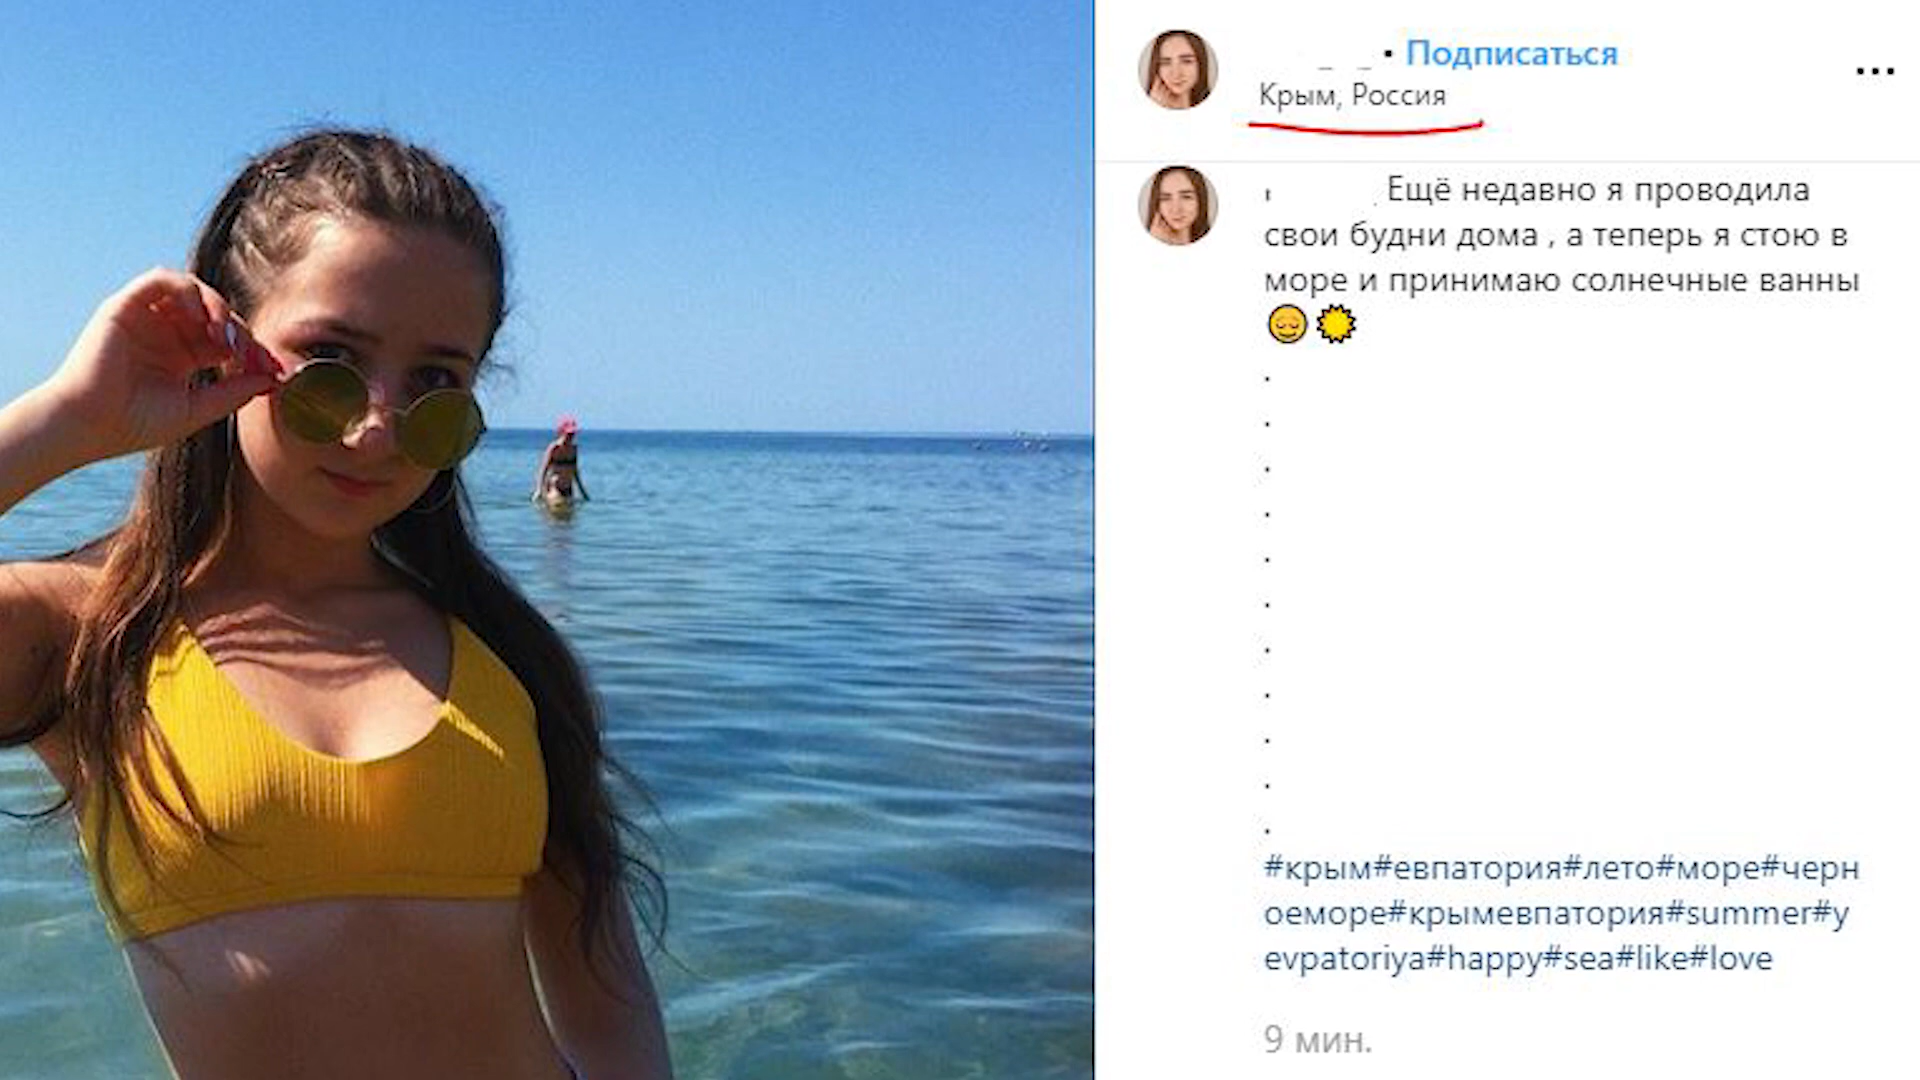 • Подписаться
Крым, Россия
Ещё недавно я проводила
свои будни дома , а теперь я стою в
море и принимаю солнечные ванны
😌☀
.
.
.
.
.
.
.
.
.
.
.
#крым#евпатория#лето#море#черн
оеморе#крымевпатория#summer#y
evpatoriya#happy#sea#like#love
9 мин.